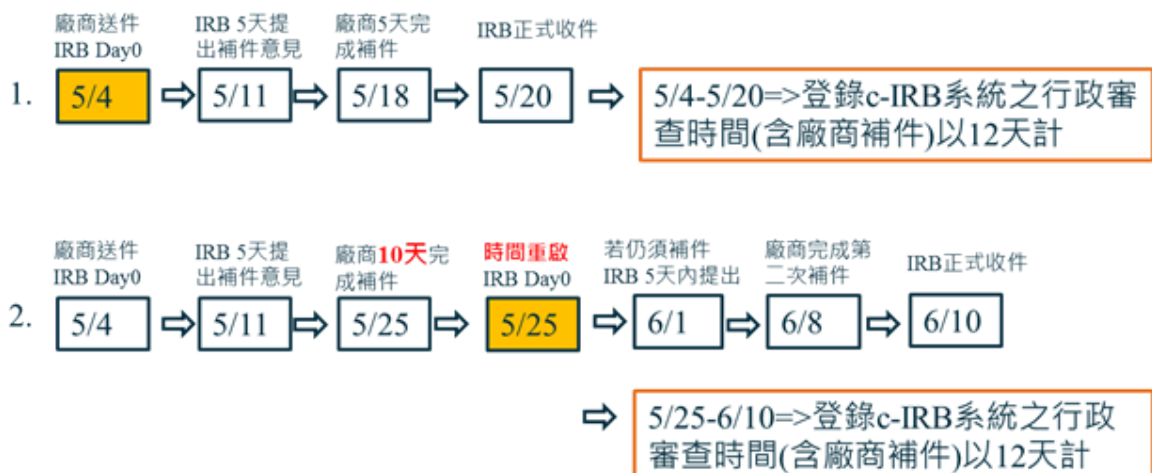 廠商送件
IRB Day0
IRB 5天提
出補件意見
廠商5天完
成補件
IRB正式收件
1.
5/4
5/11
5/18
5/20
5/4-5/20=>登錄c-IRB系統之行政審
查時間(含廠商補件)以12天計
廠商送件
IRB Day0
IRB 5天提
出補件意見
廠商10天完
成補件
時間重啟
IRB Day0
若仍須補件
IRB 5天內提出
廠商完成第
二次補件
IRB正式收件
2.
5/4
5/11
5/25
5/25
6/1
6/8
6/10
5/25-6/10=>登錄c-IRB系統之行政
審查時間(含廠商補件)以12天計